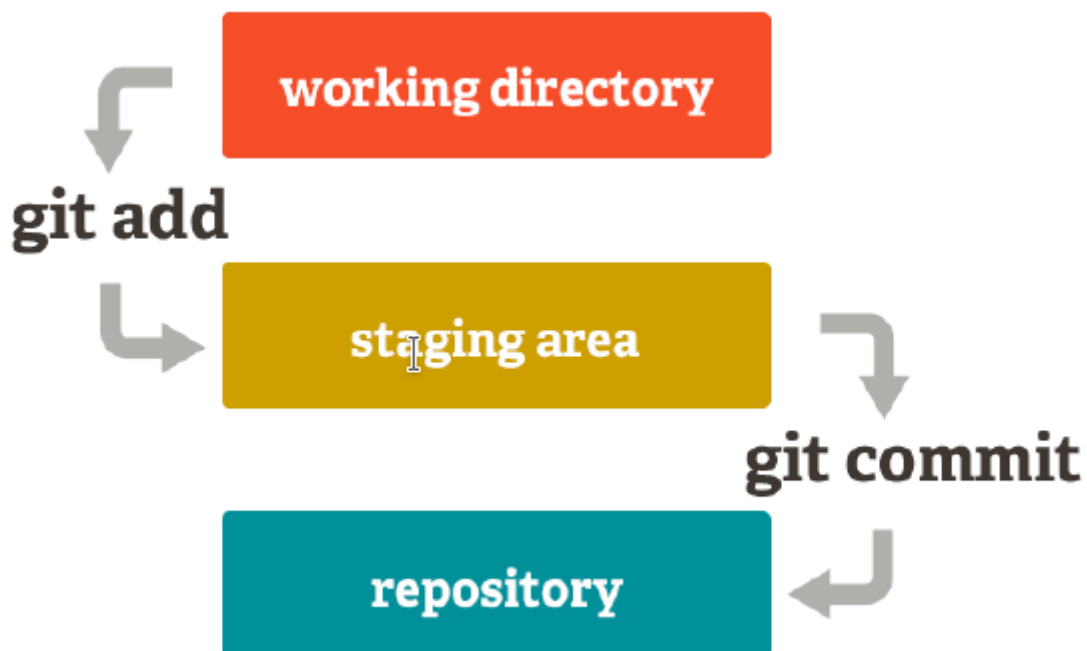 working directory
git add
staging area
git commit
repository